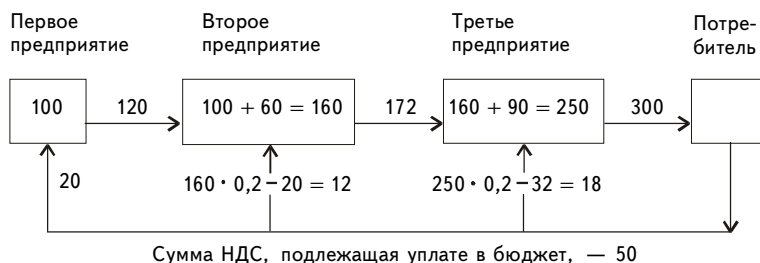 Первое предприятие
Второе предприятие
Третье предприятие
Потре-
битель
100
120
100 + 60 = 160
172
160 + 90 = 250
300
20
160 · 0,2 – 20 = 12
250 · 0,2 – 32 = 18
Сумма НДС, подлежащая уплате в бюджет, — 50